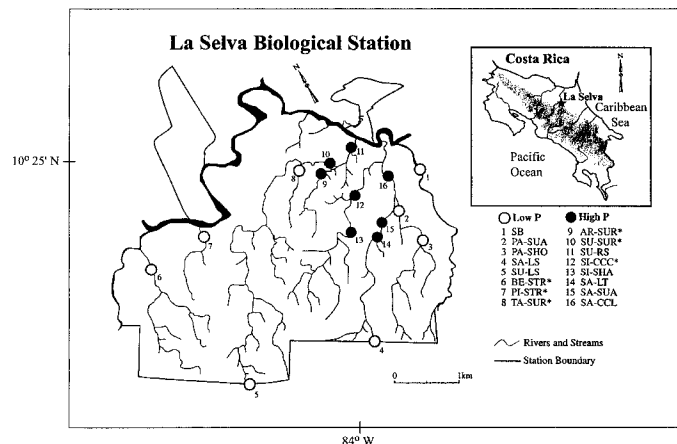 La Selva Biological Station
N
10° 25' N
84° W
1
2
3
4
5
6
7
8
9
10
11
12
13
14
15
16
0 1km
Costa Rica
N
La Selva
Caribbean
Sea
Pacific
Ocean
Low P
1 SB
2 PA-SUA
3 PA-SHO
4 SA-LS
5 SU-LS
6 BE-STR*
7 PI-STR*
8 TA-SUR*
High P
9 AR-SUR*
10 SU-SUR*
11 SU-RS
12 SI-CCC*
13 SI-SHA
14 SA-LT
15 SA-SUA
16 SA-CCL
Rivers and Streams
Station Boundary